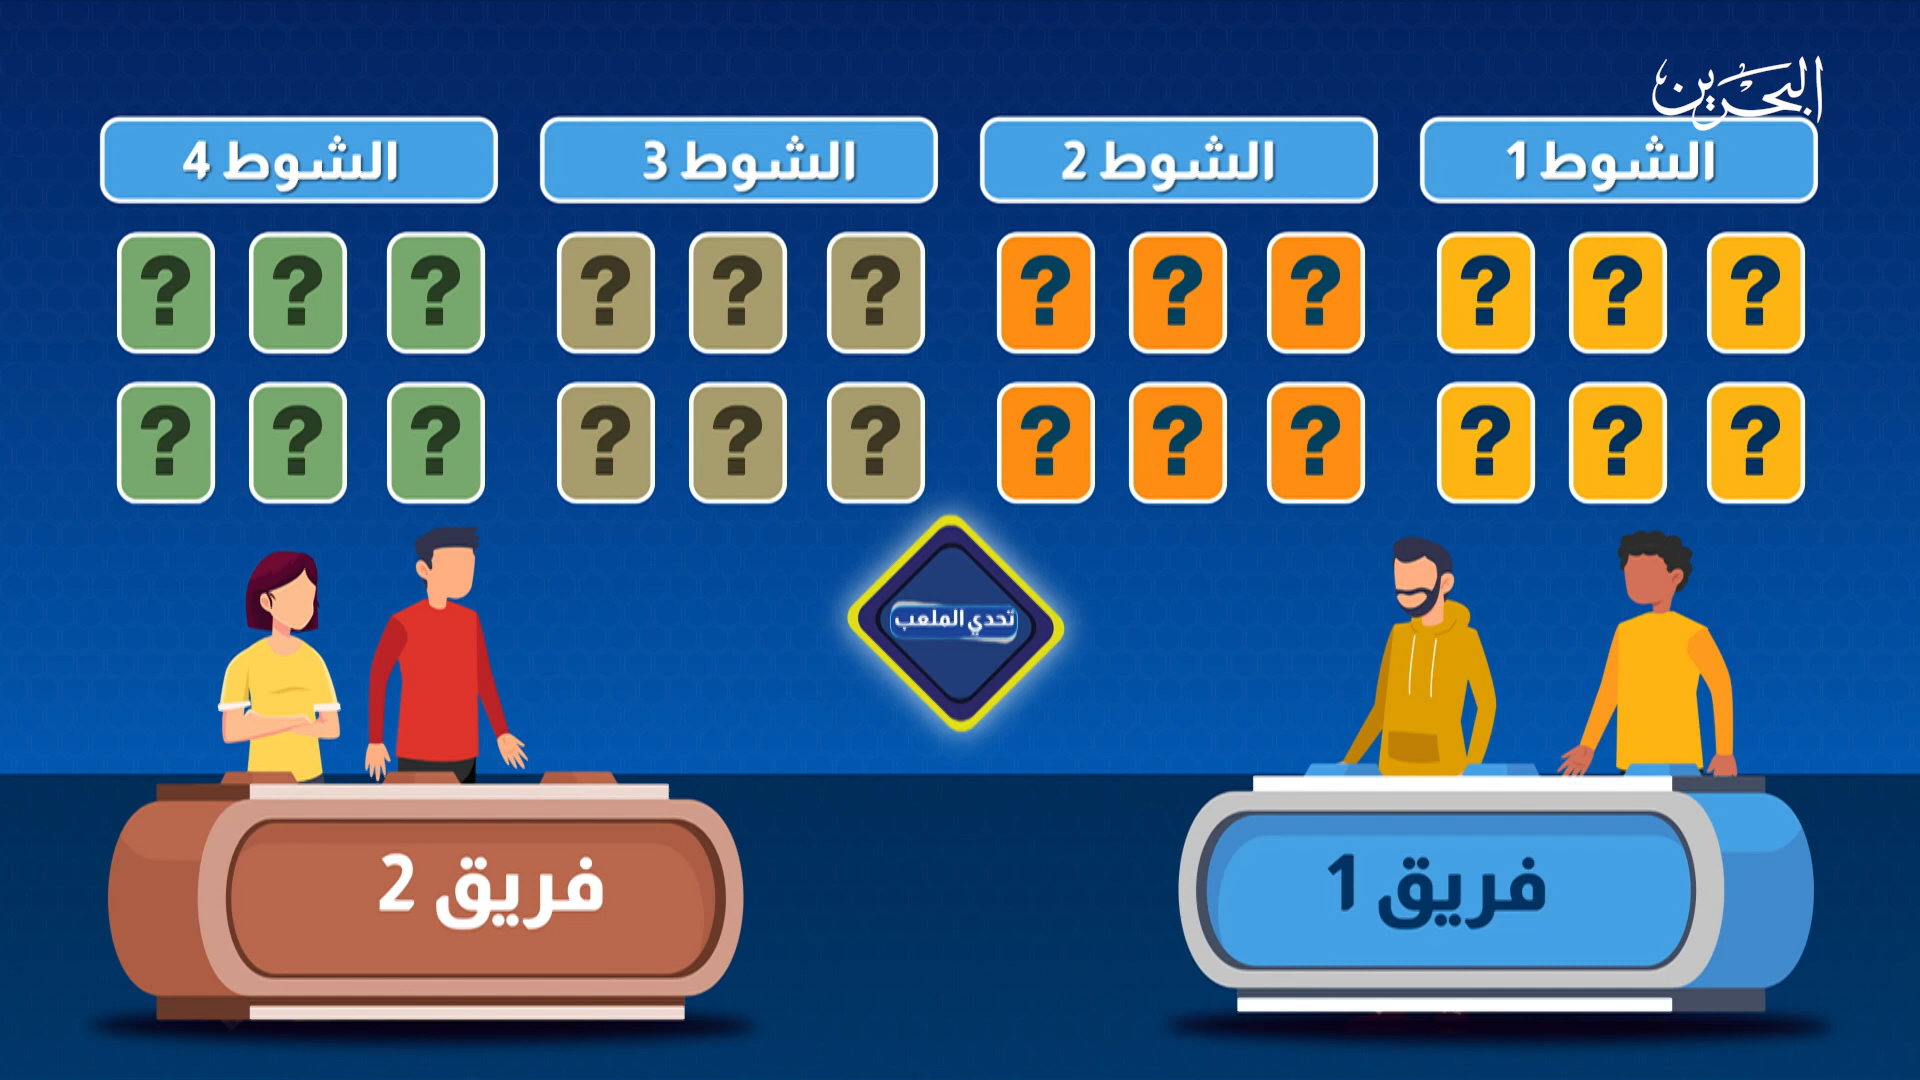 البحرين
الشوط 1
الشوط 2
الشوط 3
الشوط 4
? ? ? ? ? ? ? ? ? ? ? ?
? ? ? ? ? ? ? ? ? ? ? ?
تحدي الملعب
فريق 1
فريق 2